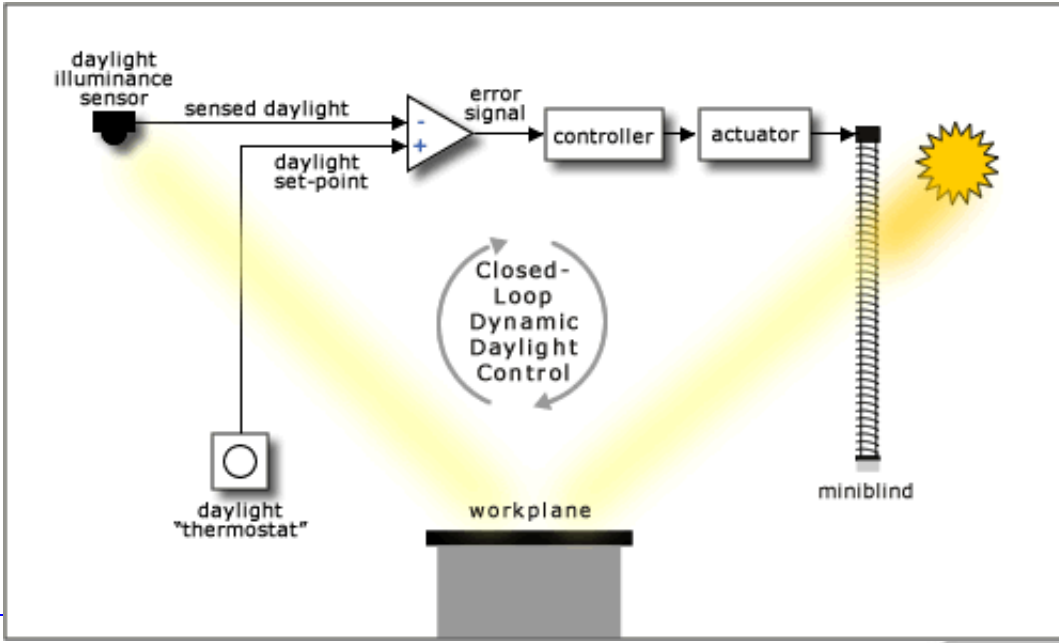 daylight
illuminance
sensor
sensed daylight
-
+
daylight
set-point
error
signal
controller
actuator
Closed-
Loop
Dynamic
Daylight
Control
daylight
“thermostat”
workplane
miniblind